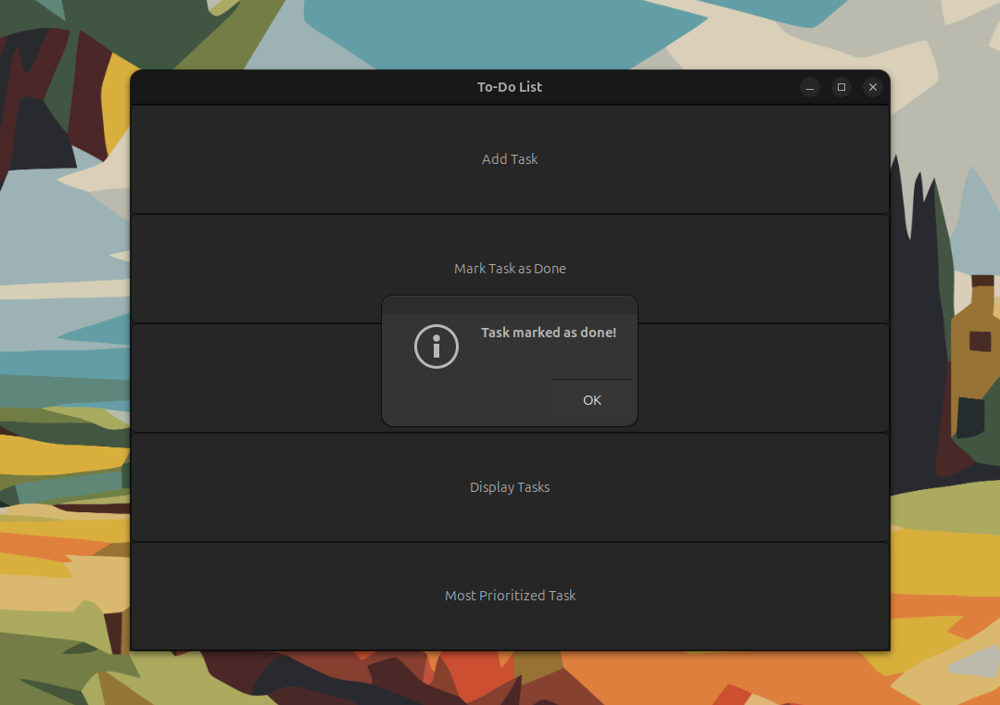 To-Do List
Add Task
Mark Task as Done
Task marked as done!
OK
Display Tasks
Most Prioritized Task